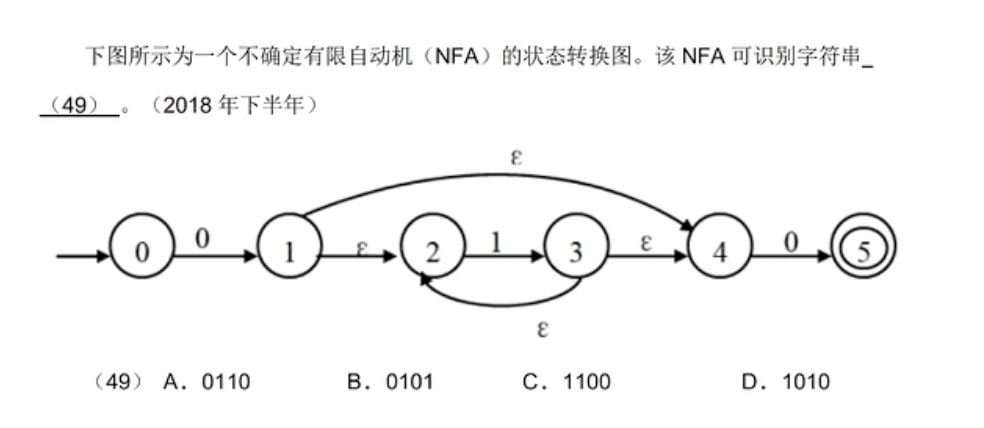 下图所示为一个不确定有限自动机（NFA）的状态转换图。该 NFA 可识别字符串_
（49） 。（2018 年下半年）
ε
0 0 1 ε 2 1 3 ε 4 0 5
ε
（49） A．0110 B．0101 C．1100 D．1010